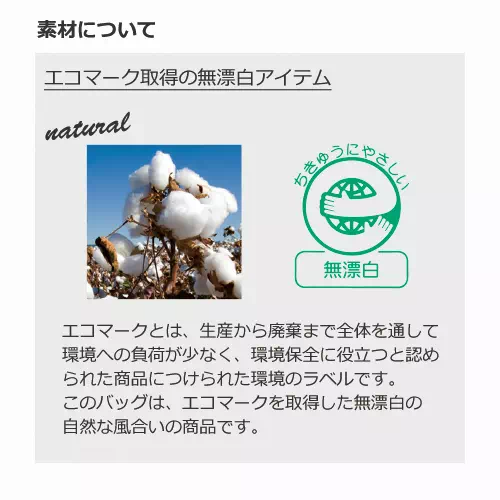 素材について
エコマーク取得の無漂白アイテム
natural
ちきゅうにやさしい
無漂白
エコマークとは、生産から廃棄まで全体を通して
環境への負荷が少なく、環境保全に役立つと認め
られた商品につけられた環境のラベルです。
このバッグは、エコマークを取得した無漂白の
自然な風合いの商品です。